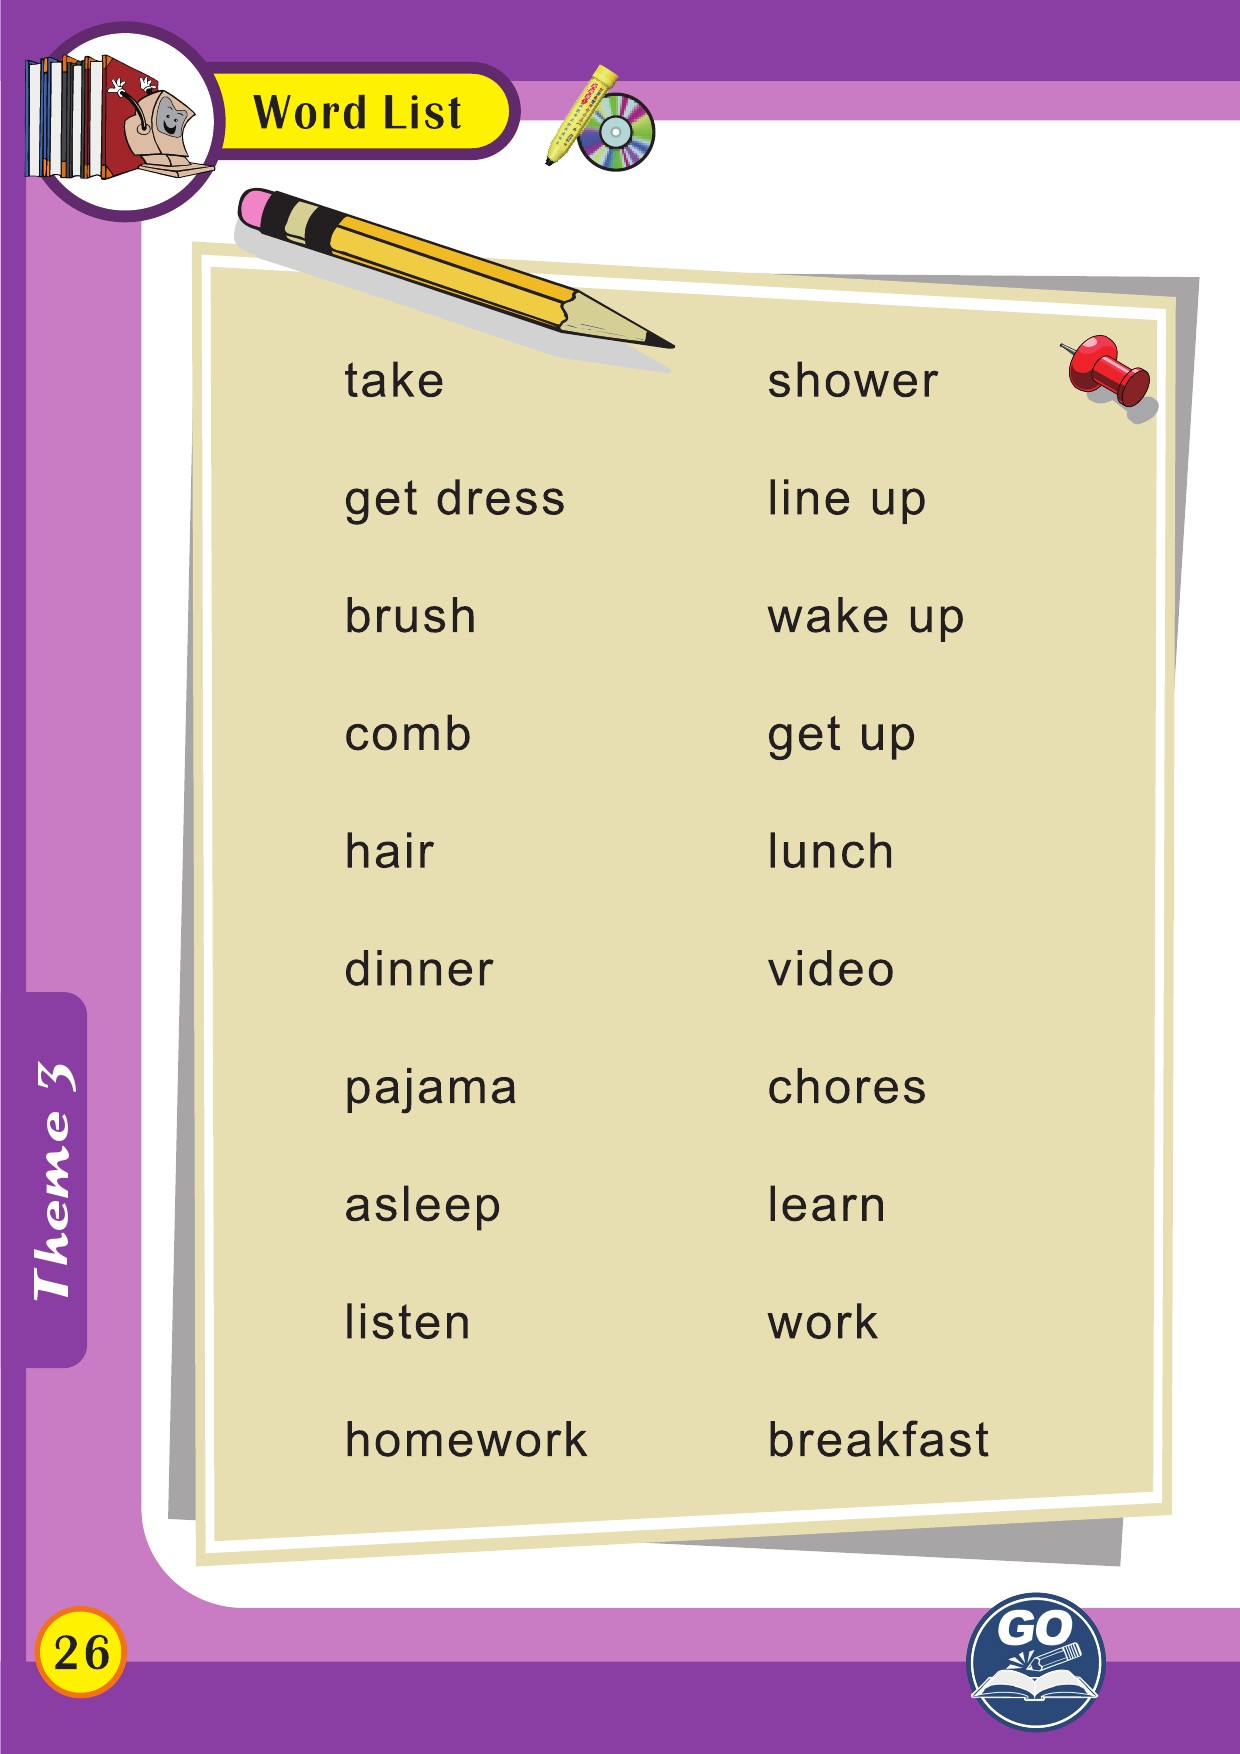 Word List
take
shower
get dress
line up
brush
wake up
comb
get up
hair
lunch
dinner
video
pajama
chores
asleep
learn
listen
work
homework
breakfast
Theme 3
26
GO